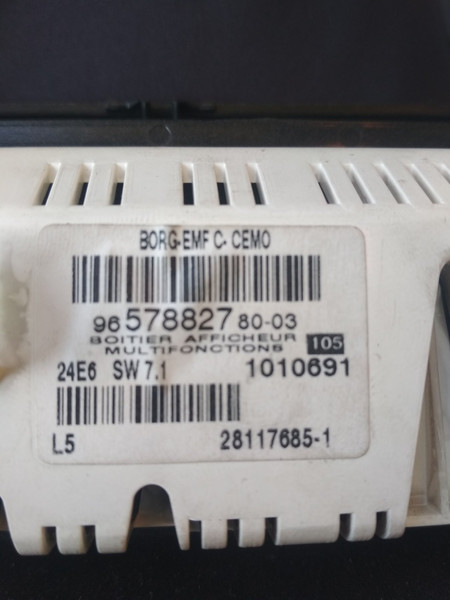 BORG-EMF C- CEMO
96 578827 80-03
BOITIER AFFICHEUR
MULTIFONCTIONS 105
24E6 SW 7.1 1010691
L5 28117685-1